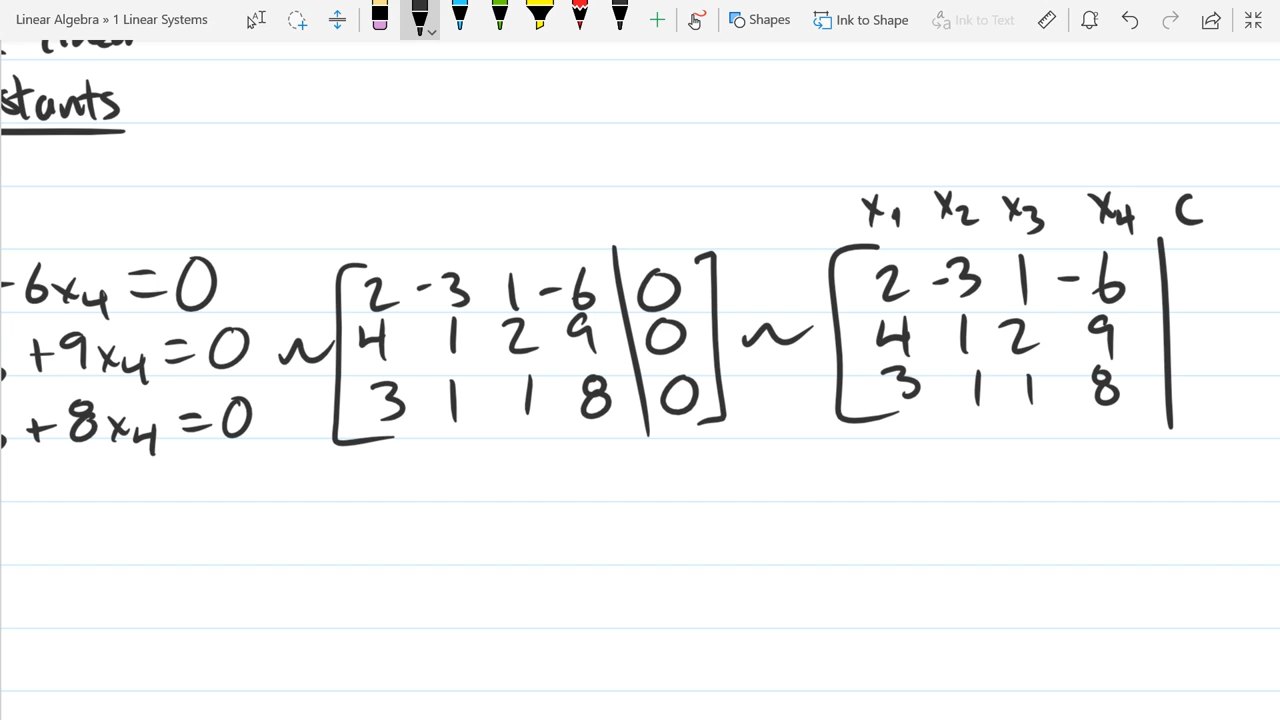 Linear Algebra » 1 Linear Systems Shapes Ink to Shape Ink to Text
linear
stants
x₁ x₂ x₃ x₄ C
-6x₄ = 0 [ 2 -3 1 -6 | 0 ] [ 2 -3 1 -6 |
+9x₄ = 0 ~ [ 4 1 2 9 | 0 ] ~ [ 4 1 2 9 |
+8x₄ = 0 [ 3 1 1 8 | 0 ] [ 3 1 1 8 |